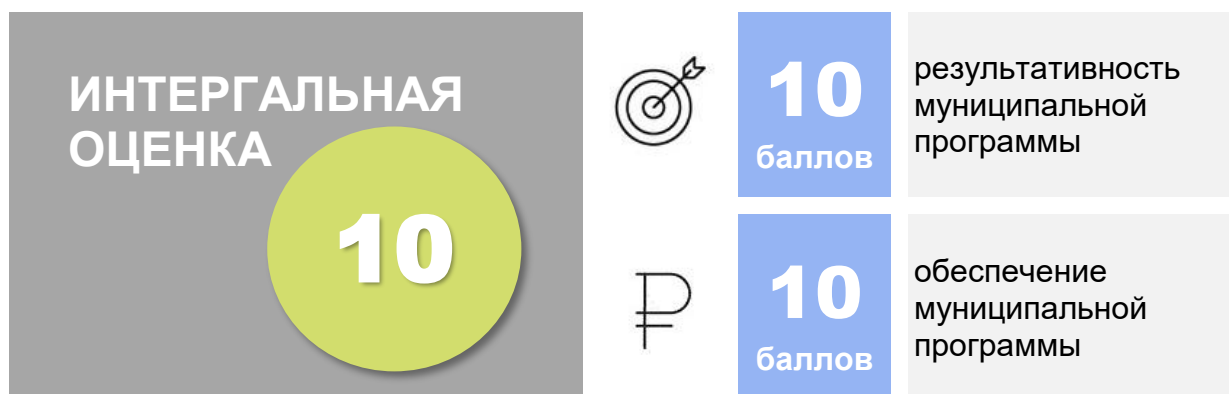 ИНТЕРГАЛЬНАЯ
ОЦЕНКА
10
10
баллов
результативность
муниципальной
программы
10
баллов
обеспечение
муниципальной
программы